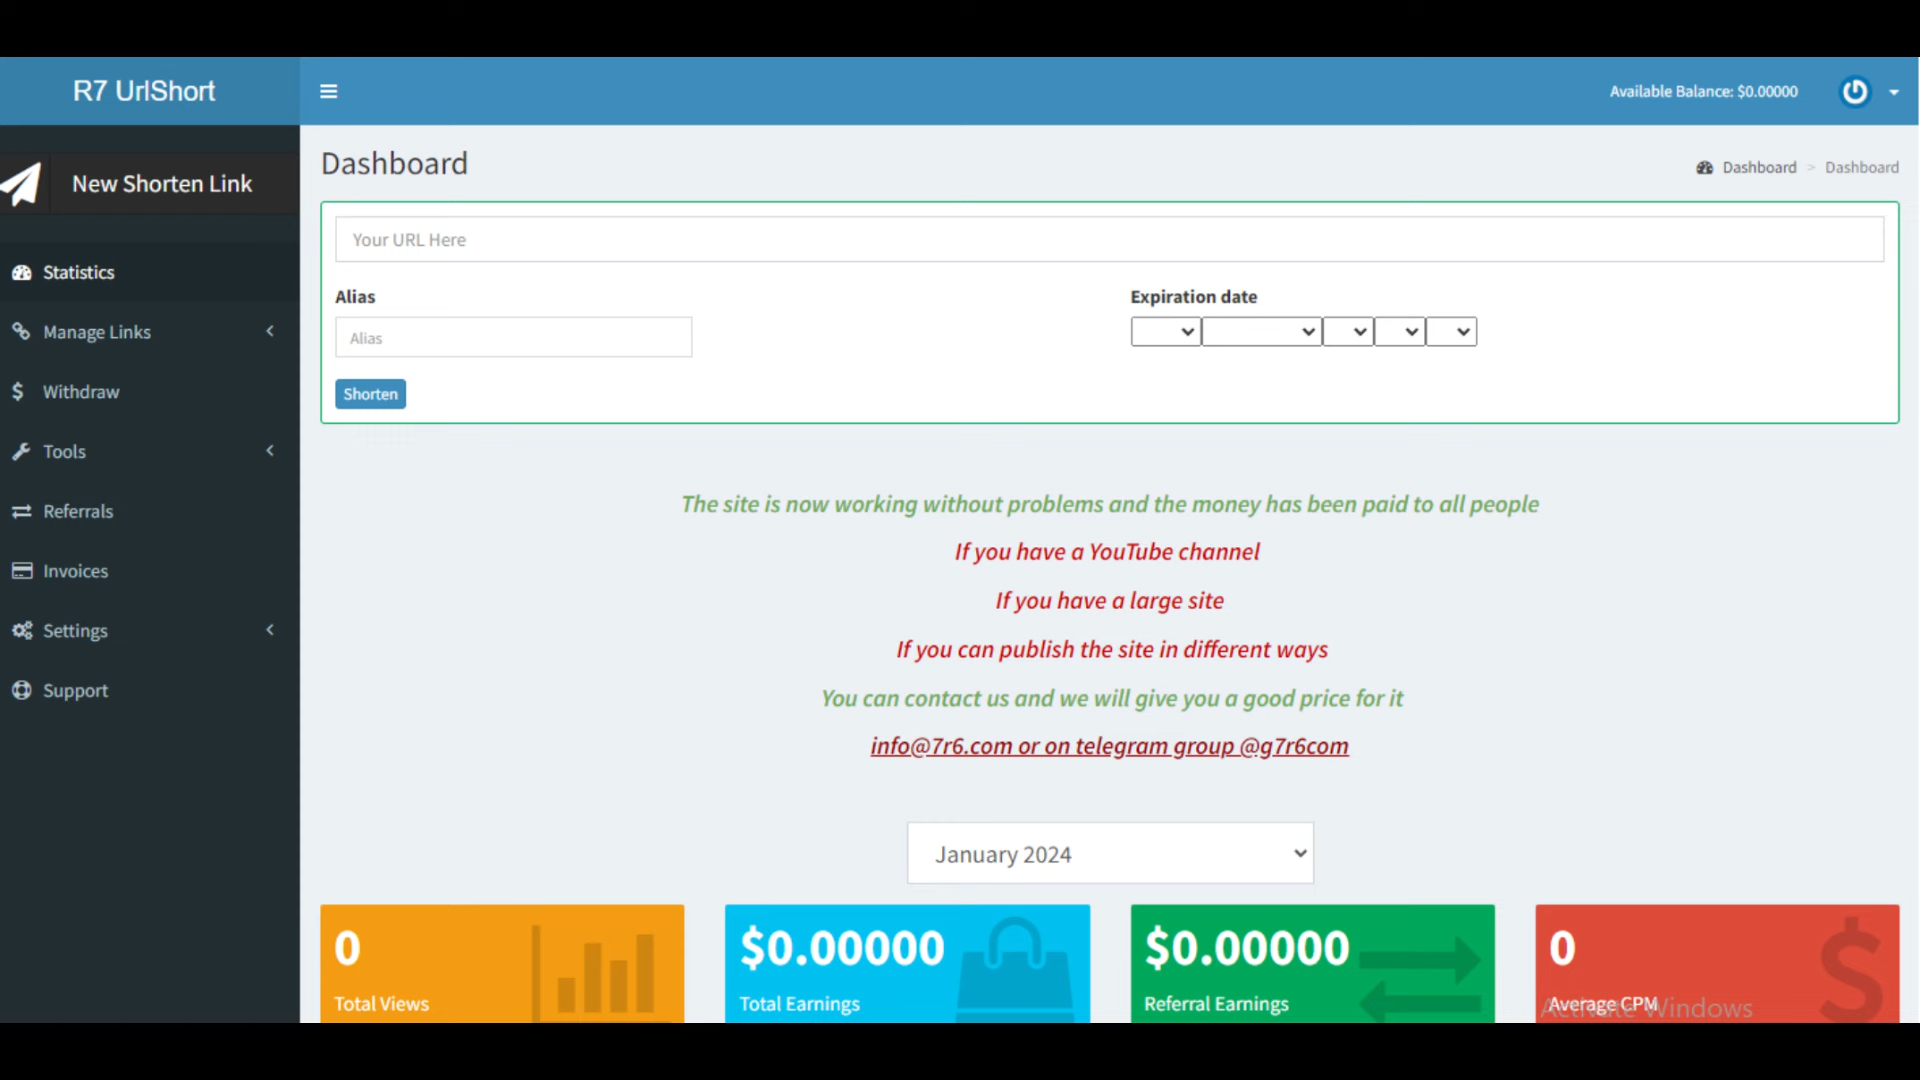 R7 UrlShort
Available Balance: $0.00000
New Shorten Link
Statistics
Manage Links
Withdraw
Tools
Referrals
Invoices
Settings
Support
Dashboard
Dashboard > Dashboard
Your URL Here
Alias
Expiration date
Alias
Shorten
The site is now working without problems and the money has been paid to all people
If you have a YouTube channel
If you have a large site
If you can publish the site in different ways
You can contact us and we will give you a good price for it
info@7r6.com or on telegram group @g7r6com
January 2024
0
Total Views
$0.00000
Total Earnings
$0.00000
Referral Earnings
0
Average CPM
Activate Windows